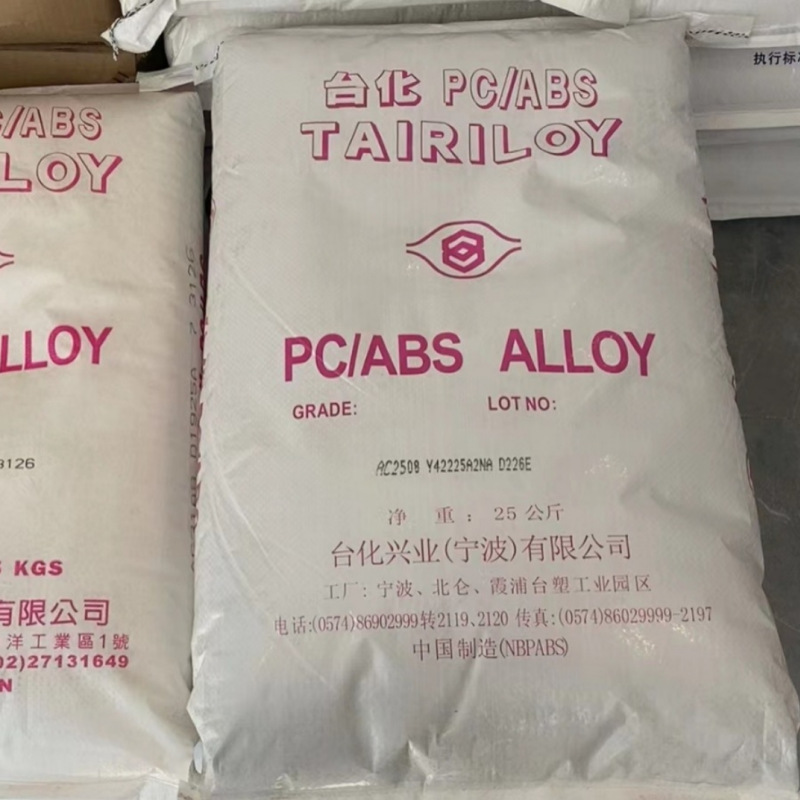 台化 PC/ABS
TAIRILOY
PC/ABS ALLOY
GRADE: LOT NO:
AC2508 Y42225A2NA D226E
净 重：25公斤
台化兴业(宁波)有限公司
工厂：宁波、北仑、霞浦台塑工业园区
电话:(0574)86902999转2119、2120 传真:(0574)86029999-2197
中国制造(NBPABS)
C/ABS
LOY
LLOY
3126
KGS
有限公司
洋工業區1號
02)27131649
N
执行标